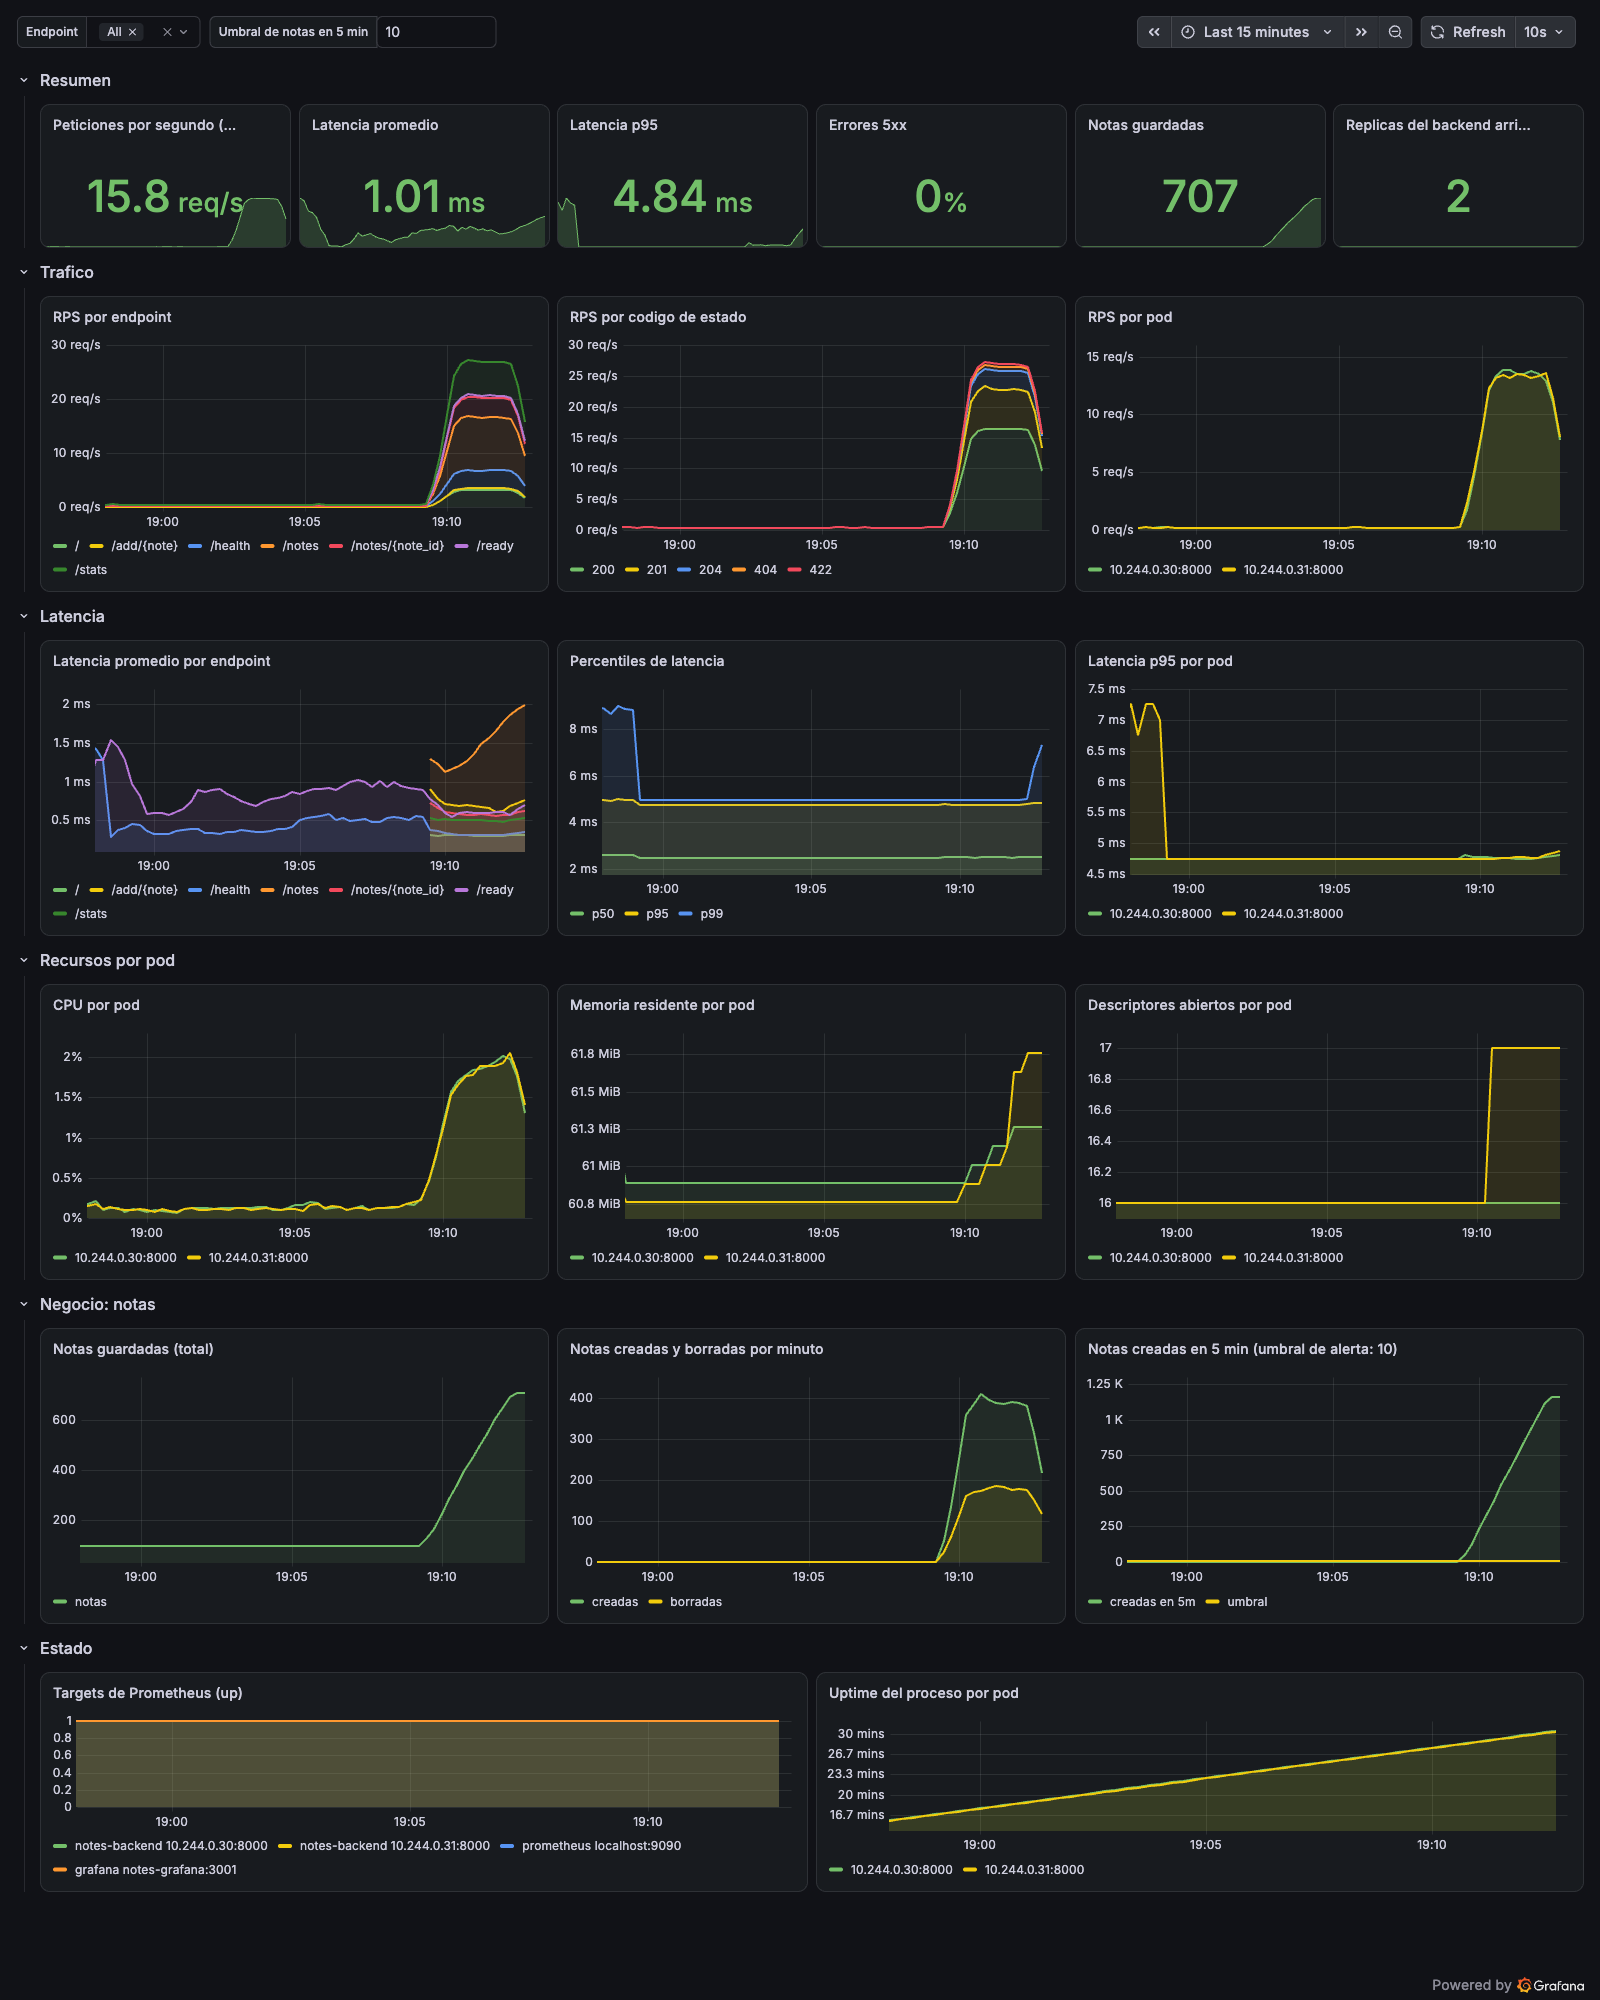 Endpoint All Umbral de notas en 5 min 10 Last 15 minutes Refresh 10s
Resumen
Peticiones por segundo (...
15.8 req/s
Latencia promedio
1.01 ms
Latencia p95
4.84 ms
Errores 5xx
0%
Notas guardadas
707
Replicas del backend arri...
2
Trafico
RPS por endpoint
30 req/s
20 req/s
10 req/s
0 req/s
19:00 19:05 19:10
/ /add/{note} /health /notes /notes/{note_id} /ready
/stats
RPS por codigo de estado
30 req/s
25 req/s
20 req/s
15 req/s
10 req/s
5 req/s
0 req/s
19:00 19:05 19:10
200 201 204 404 422
RPS por pod
15 req/s
10 req/s
5 req/s
0 req/s
19:00 19:05 19:10
10.244.0.30:8000 10.244.0.31:8000
Latencia
Latencia promedio por endpoint
2 ms
1.5 ms
1 ms
0.5 ms
19:00 19:05 19:10
/ /add/{note} /health /notes /notes/{note_id} /ready
/stats
Percentiles de latencia
8 ms
6 ms
4 ms
2 ms
19:00 19:05 19:10
p50 p95 p99
Latencia p95 por pod
7.5 ms
7 ms
6.5 ms
6 ms
5.5 ms
5 ms
4.5 ms
19:00 19:05 19:10
10.244.0.30:8000 10.244.0.31:8000
Recursos por pod
CPU por pod
2%
1.5%
1%
0.5%
0%
19:00 19:05 19:10
10.244.0.30:8000 10.244.0.31:8000
Memoria residente por pod
61.8 MiB
61.5 MiB
61.3 MiB
61 MiB
60.8 MiB
19:00 19:05 19:10
10.244.0.30:8000 10.244.0.31:8000
Descriptores abiertos por pod
17
16.8
16.6
16.4
16.2
16
19:00 19:05 19:10
10.244.0.30:8000 10.244.0.31:8000
Negocio: notas
Notas guardadas (total)
600
400
200
19:00 19:05 19:10
notas
Notas creadas y borradas por minuto
400
300
200
100
0
19:00 19:05 19:10
creadas borradas
Notas creadas en 5 min (umbral de alerta: 10)
1.25 K
1 K
750
500
250
0
19:00 19:05 19:10
creadas en 5m umbral
Estado
Targets de Prometheus (up)
1
0.8
0.6
0.4
0.2
0
19:00 19:05 19:10
notes-backend 10.244.0.30:8000 notes-backend 10.244.0.31:8000 prometheus localhost:9090
grafana notes-grafana:3001
Uptime del proceso por pod
30 mins
26.7 mins
23.3 mins
20 mins
16.7 mins
19:00 19:05 19:10
10.244.0.30:8000 10.244.0.31:8000
Powered by Grafana